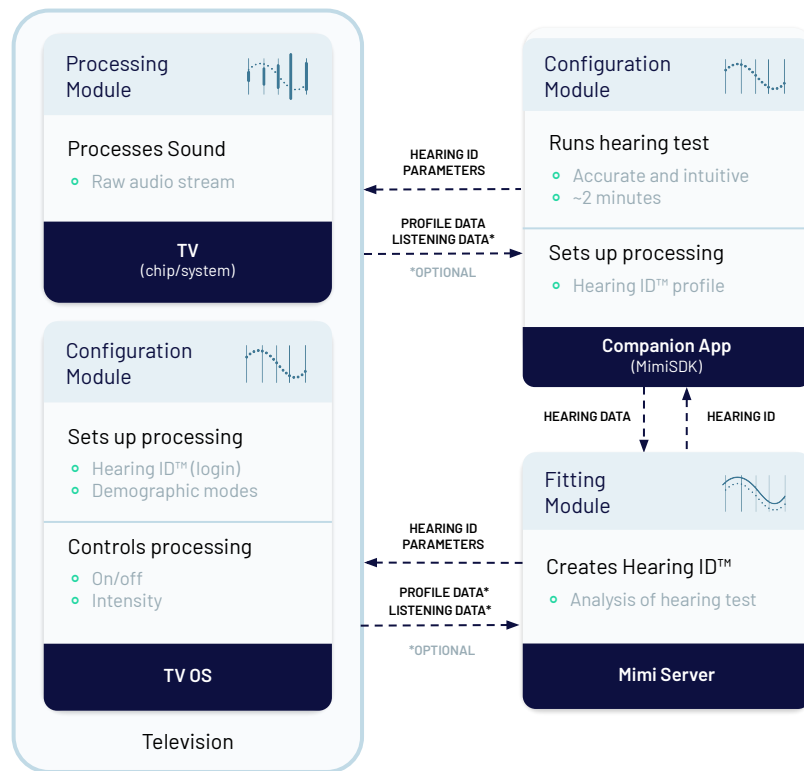 Processing
Module
Processes Sound
Raw audio stream
TV
(chip/system)
Configuration
Module
Sets up processing
Hearing ID™ (login)
Demographic modes
Controls processing
On/off
Intensity
TV OS
Television
HEARING ID
PARAMETERS
PROFILE DATA
LISTENING DATA*
*OPTIONAL
HEARING ID
PARAMETERS
PROFILE DATA*
LISTENING DATA*
*OPTIONAL
Configuration
Module
Runs hearing test
Accurate and intuitive
~2 minutes
Sets up processing
Hearing ID™ profile
Companion App
(MimiSDK)
HEARING DATA
HEARING ID
Fitting
Module
Creates Hearing ID™
Analysis of hearing test
Mimi Server